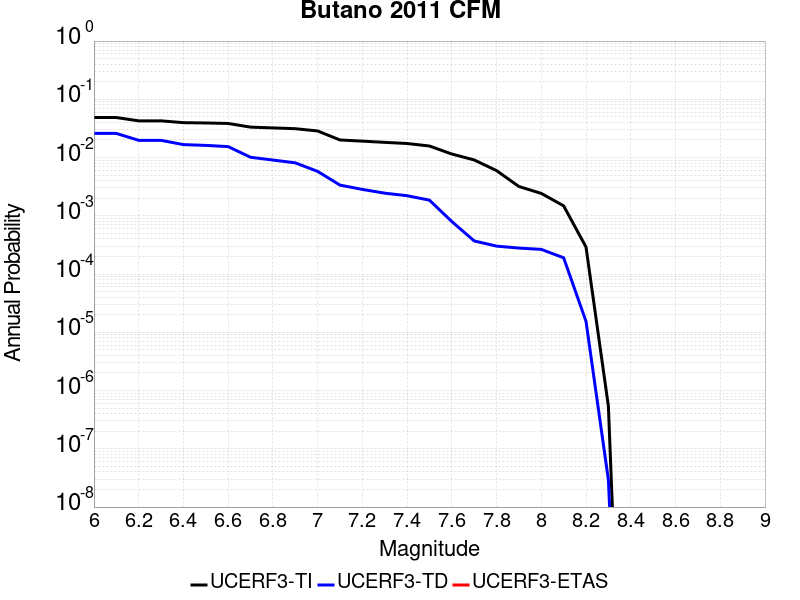 Butano 2011 CFM
10^0
10^-1
10^-2
10^-3
10^-4
10^-5
10^-6
10^-7
10^-8
Annual Probability
6 6.2 6.4 6.6 6.8 7 7.2 7.4 7.6 7.8 8 8.2 8.4 8.6 8.8 9
Magnitude
UCERF3-TI UCERF3-TD UCERF3-ETAS